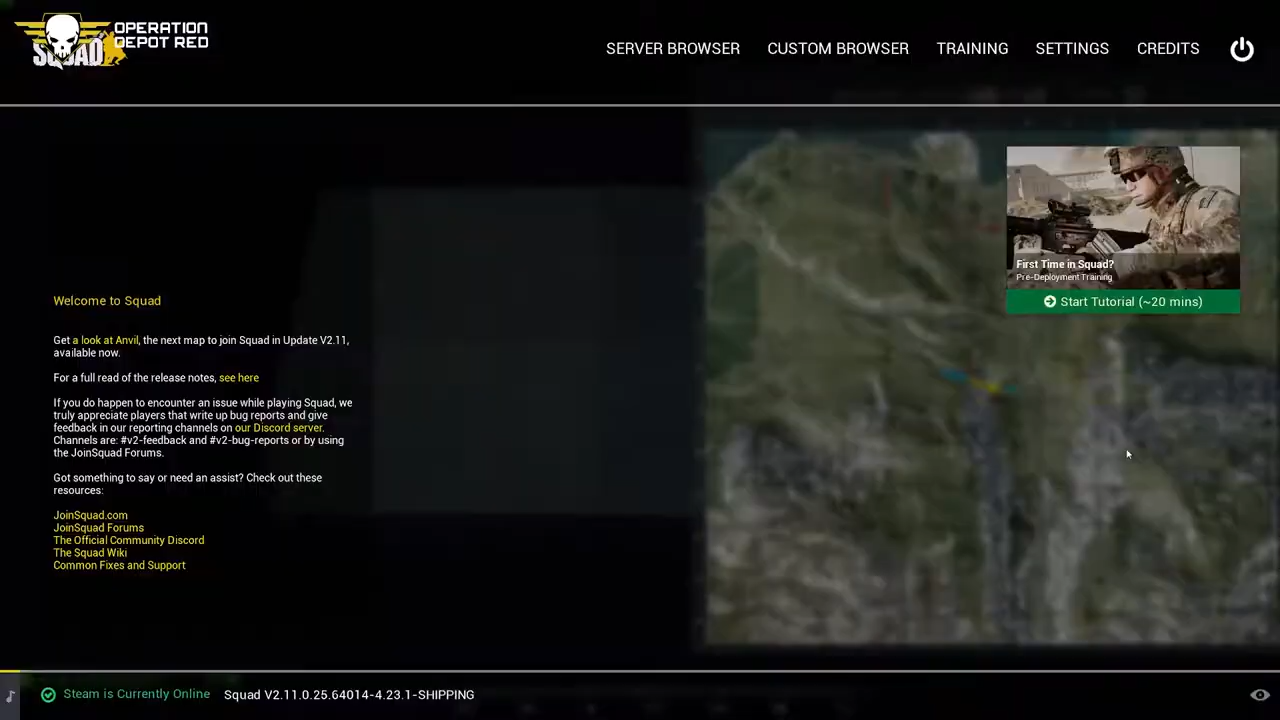 OPERATION
DEPOT RED
SQUAD
SERVER BROWSER
CUSTOM BROWSER
TRAINING
SETTINGS
CREDITS
First Time in Squad?
Pre-Deployment Training
Start Tutorial (~20 mins)
Welcome to Squad
Get a look at Anvil, the next map to join Squad in Update V2.11,
available now.
For a full read of the release notes, see here
If you do happen to encounter an issue while playing Squad, we
truly appreciate players that write up bug reports and give
feedback in our reporting channels on our Discord server.
Channels are: #v2-feedback and #v2-bug-reports or by using
the JoinSquad Forums.
Got something to say or need an assist? Check out these
resources:
JoinSquad.com
JoinSquad Forums
The Official Community Discord
The Squad Wiki
Common Fixes and Support
Steam is Currently Online
Squad V2.11.0.25.64014-4.23.1-SHIPPING